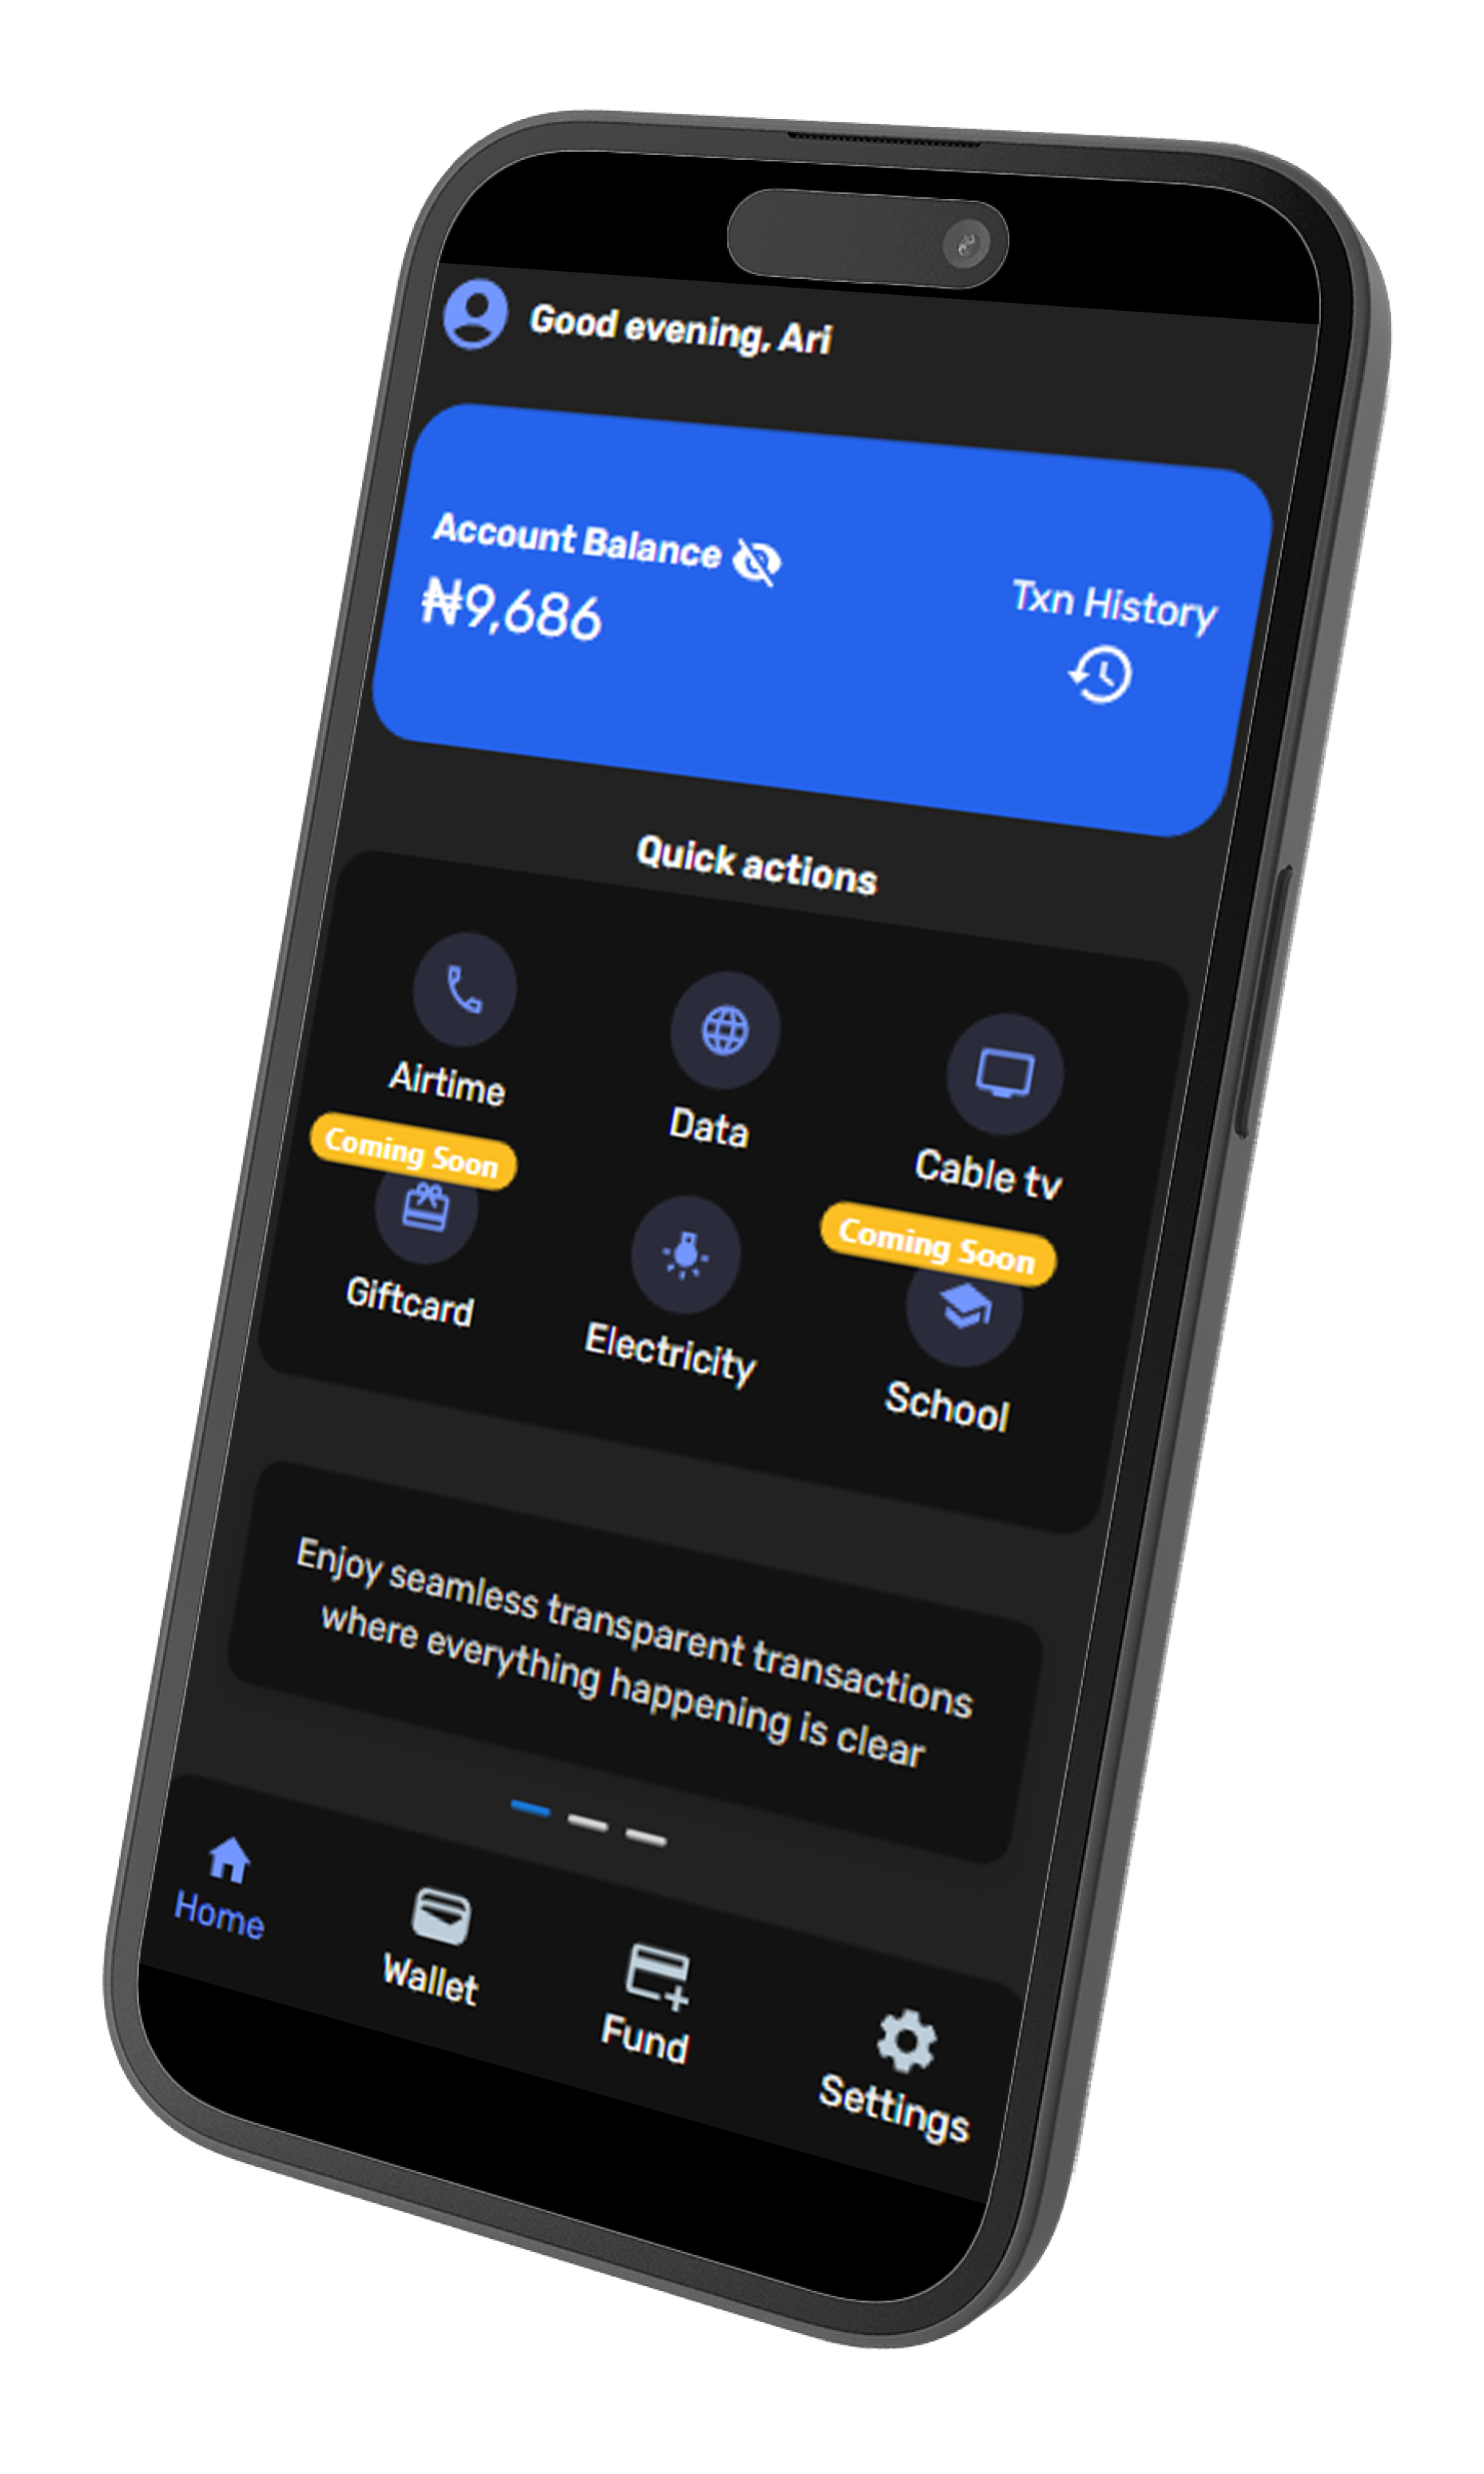 Good evening, Ari
Account Balance
₦9,686
Txn History
Quick actions
Airtime
Data
Cable tv
Coming Soon
Giftcard
Electricity
Coming Soon
School
Enjoy seamless transparent transactions
where everything happening is clear
Home
Wallet
Fund
Settings